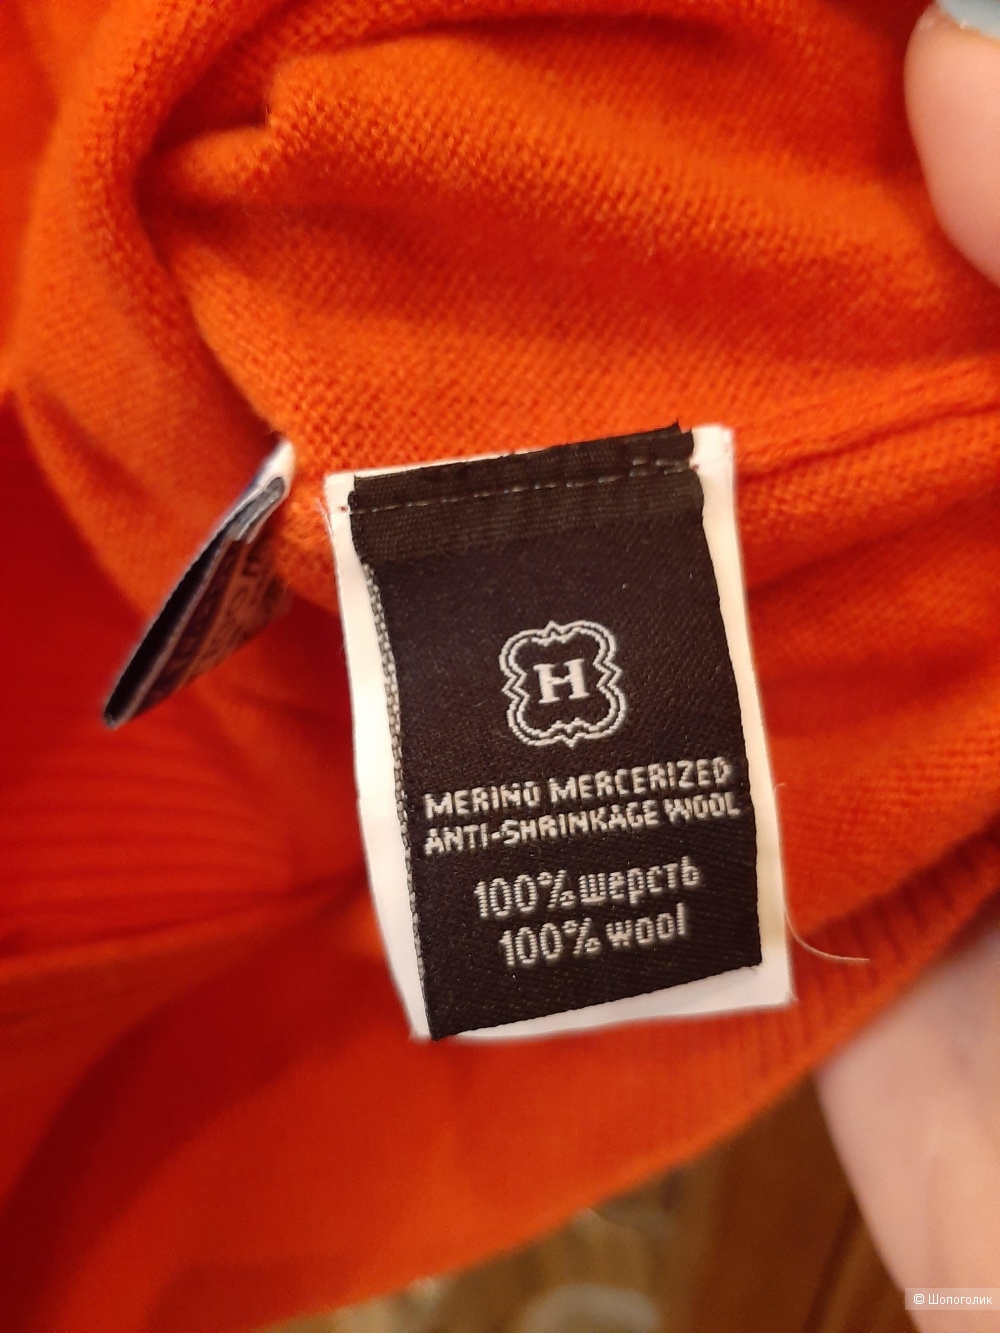 H
MERINO MERCERIZED
ANTI-SHRINKAGE WOOL
100% шерсть
100% wool
© Шопоголик